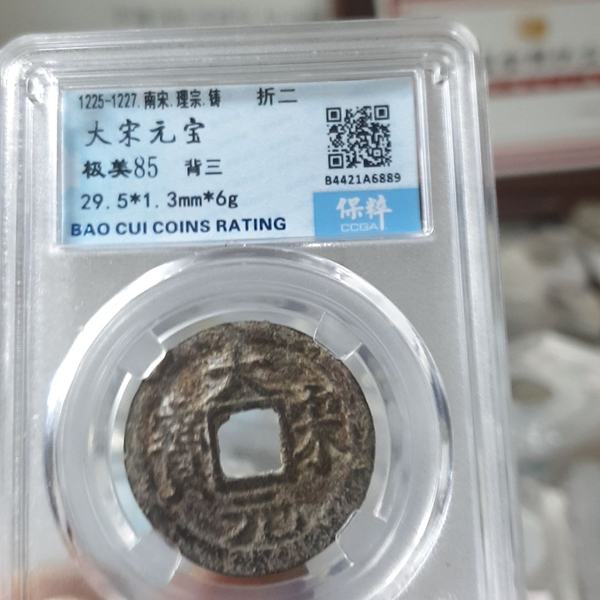 1225-1227.南宋.理宗.铸 折二
大宋元宝
极美85 背三
29.5*1.3mm*6g
BAO CUI COINS RATING
B4421A6889
保粹
CCGA
大宋元寶